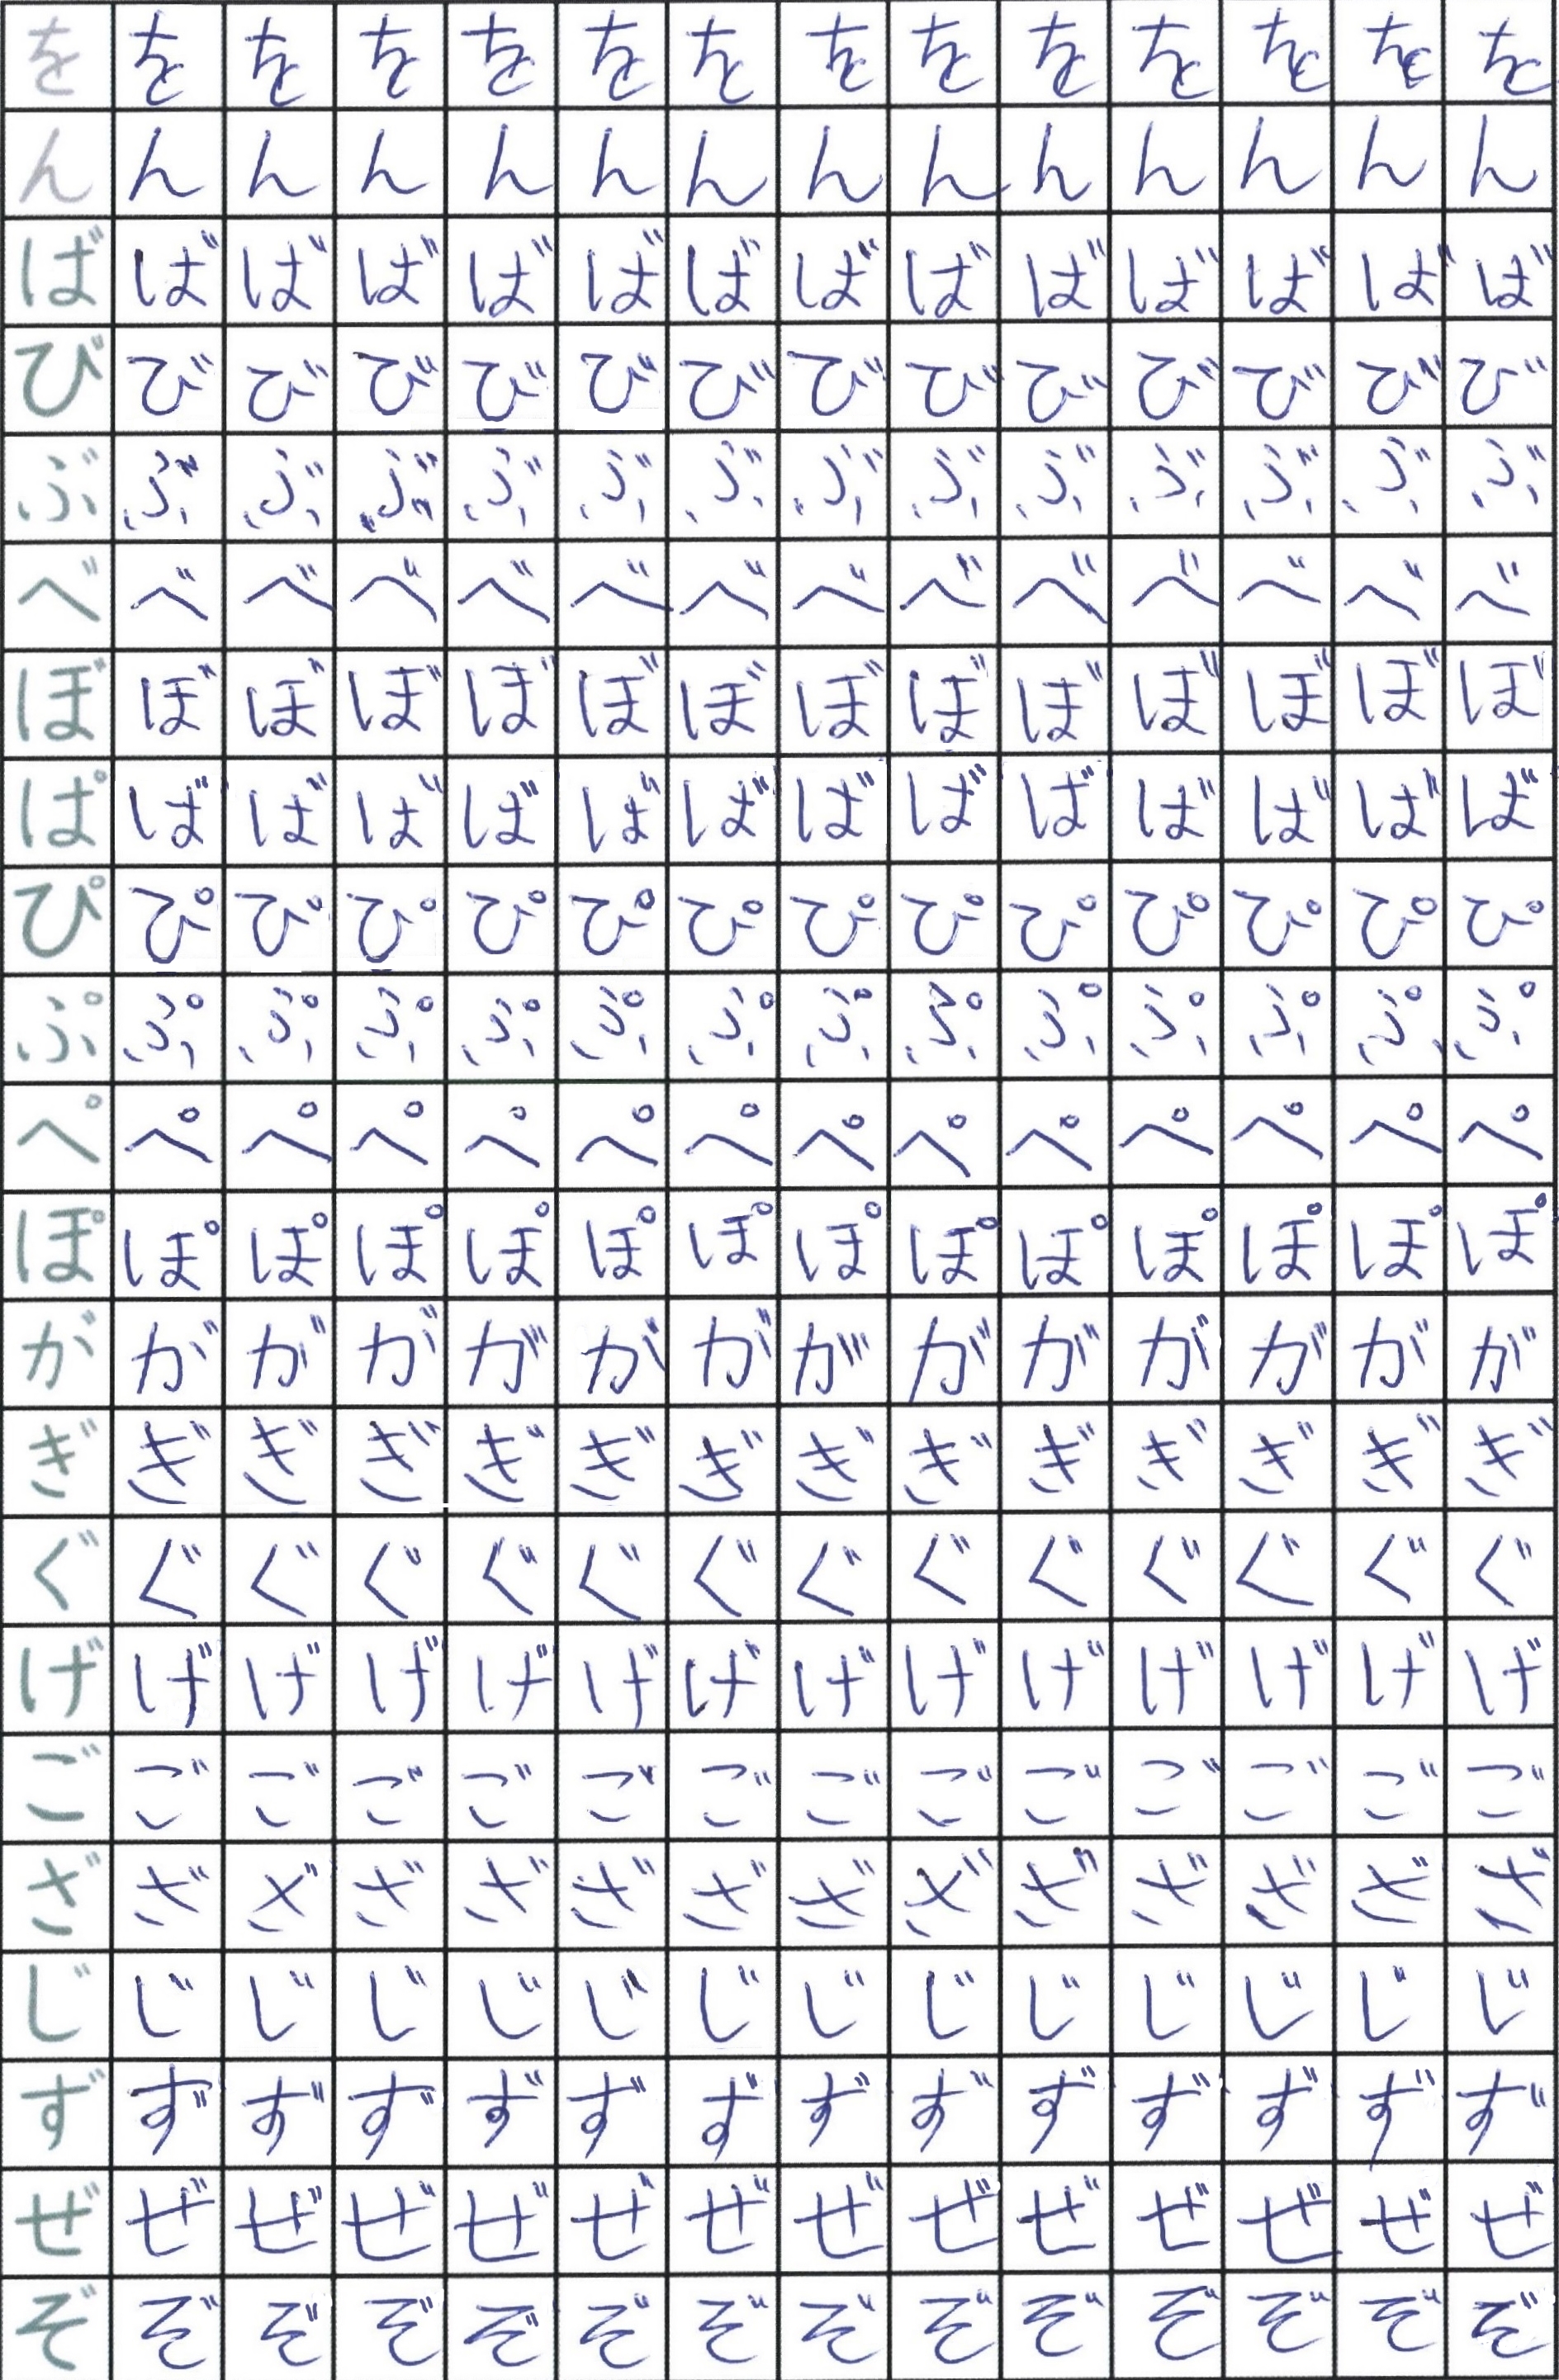 を を を を を を を を を を を を を を
ん ん ん ん ん ん ん ん ん ん ん ん ん ん
ば ば ば ば ば ば ば ば ば ば ば ば ば ば
び び び び び び び び び び び び び び
ぶ ぶ ぶ ぶ ぶ ぶ ぶ ぶ ぶ ぶ ぶ ぶ ぶ ぶ
べ べ べ べ べ べ べ べ べ べ べ べ べ べ
ぼ ぼ ぼ ぼ ぼ ぼ ぼ ぼ ぼ ぼ ぼ ぼ ぼ ぼ
ぱ ば ば ば ば ば ば ば ば ば ば ば ば ば
ぴ ぴ ぴ ぴ ぴ ぴ ぴ ぴ ぴ ぴ ぴ ぴ ぴ ぴ
ぷ ぷ ぷ ぷ ぷ ぷ ぷ ぷ ぷ ぷ ぷ ぷ ぷ ぷ
ぺ ぺ ぺ ぺ ぺ ぺ ぺ ぺ ぺ ぺ ぺ ぺ ぺ ぺ
ぽ ぽ ぽ ぽ ぽ ぽ ぽ ぽ ぽ ぽ ぽ ぽ ぽ ぽ
が が が が が が が が が が が が が が
ぎ ぎ ぎ ぎ ぎ ぎ ぎ ぎ ぎ ぎ ぎ ぎ ぎ ぎ
ぐ ぐ ぐ ぐ ぐ ぐ ぐ ぐ ぐ ぐ ぐ ぐ ぐ ぐ
げ げ げ げ げ げ げ げ げ げ げ げ げ げ
ご ご ご ご ご ご ご ご ご ご ご ご ご ご
ざ ざ ざ ざ ざ ざ ざ ざ ざ ざ ざ ざ ざ ざ
じ じ じ じ じ じ じ じ じ じ じ じ じ じ
ず ず ず ず ず ず ず ず ず ず ず ず ず ず
ぜ ぜ ぜ ぜ ぜ ぜ ぜ ぜ ぜ ぜ ぜ ぜ ぜ ぜ
ぞ ぞ ぞ ぞ ぞ ぞ ぞ ぞ ぞ ぞ ぞ ぞ ぞ ぞ